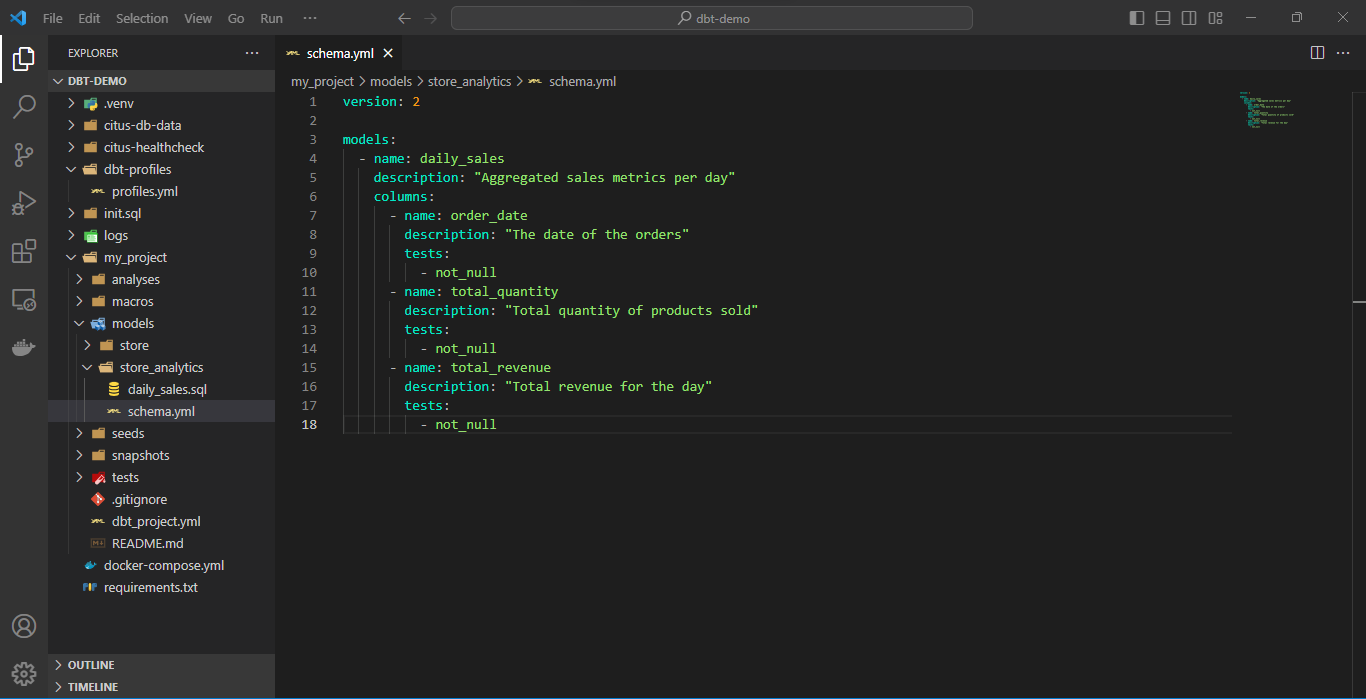 File Edit Selection View Go Run ···
dbt-demo
EXPLORER ···
DBT-DEMO
.venv
citus-db-data
citus-healthcheck
dbt-profiles
profiles.yml
init.sql
logs
my_project
analyses
macros
models
store
store_analytics
daily_sales.sql
schema.yml
seeds
snapshots
tests
.gitignore
dbt_project.yml
README.md
docker-compose.yml
requirements.txt
OUTLINE
TIMELINE
schema.yml
my_project > models > store_analytics > schema.yml
1 version: 2
2
3 models:
4   - name: daily_sales
5     description: "Aggregated sales metrics per day"
6     columns:
7       - name: order_date
8         description: "The date of the orders"
9         tests:
10           - not_null
11       - name: total_quantity
12         description: "Total quantity of products sold"
13         tests:
14           - not_null
15       - name: total_revenue
16         description: "Total revenue for the day"
17         tests:
18           - not_null